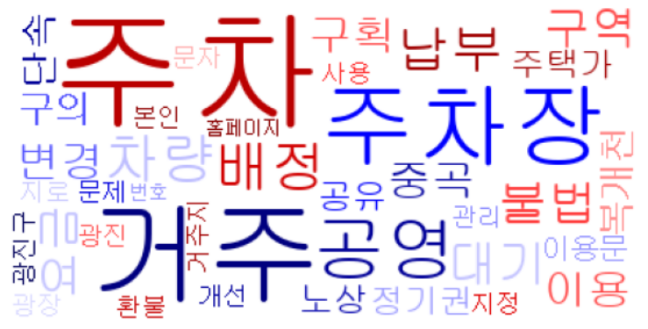 단속
주차
문자
구획
납부
구역
사용
주택가
구의
본인
홈페이지
주차장
변경
차량
배정
중곡
불법
복개천
지로
문제
번호
공유
관리
광진구
급여
광진
거주지
거주
공영
대기
이용문
이용
광장
환불
개선
노상
정기권
지정